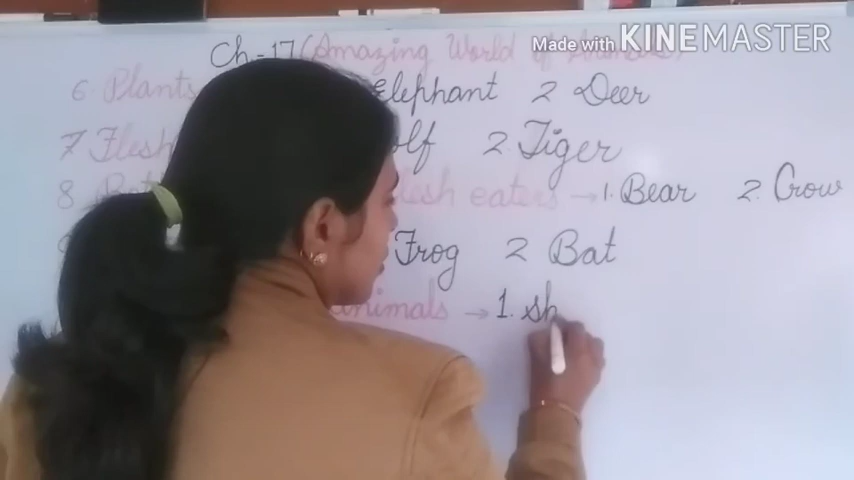 Made with KINEMASTER
Ch-17 (Amazing World of Animals)
6 Plants Elephant 2 Deer
7 Flesh olf 2 Tiger
8 flesh eaters → 1. Bear 2. Crow
Frog 2 Bat
animals → 1. Sh